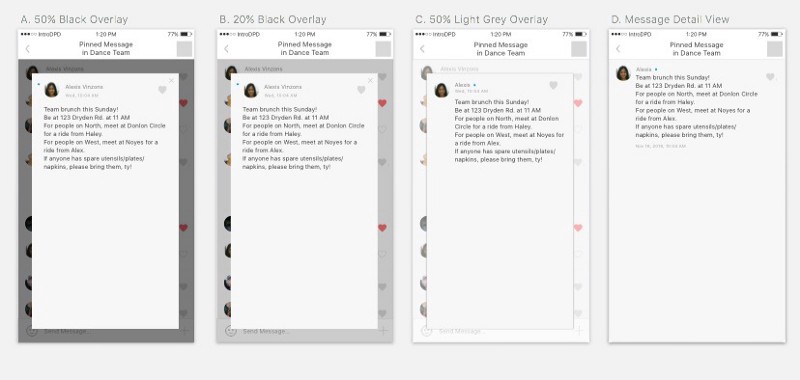 A. 50% Black Overlay
IntroDPD 1:20 PM 77%
Pinned Message
in Dance Team
Alexis Vinzons
Alexis Vinzons
Wed, 10:04 AM
Team brunch this Sunday!
Be at 123 Dryden Rd. at 11 AM
For people on North, meet at Donlon Circle
for a ride from Haley.
For people on West, meet at Noyes for a
ride from Alex.
If anyone has spare utensils/plates/
napkins, please bring them, ty!
Send Message...
B. 20% Black Overlay
IntroDPD 1:20 PM 77%
Pinned Message
in Dance Team
Alexis Vinzons
Alexis Vinzons
Wed, 10:04 AM
Team brunch this Sunday!
Be at 123 Dryden Rd. at 11 AM
For people on North, meet at Donlon Circle
for a ride from Haley.
For people on West, meet at Noyes for a
ride from Alex.
If anyone has spare utensils/plates/
napkins, please bring them, ty!
Send Message...
C. 50% Light Grey Overlay
IntroDPD 1:20 PM 77%
Pinned Message
in Dance Team
Alexis Vinzons
Alexis
Wed, 10:04 AM
Team brunch this Sunday!
Be at 123 Dryden Rd. at 11 AM
For people on North, meet at Donlon
Circle for a ride from Haley.
For people on West, meet at Noyes for
a ride from Alex.
If anyone has spare utensils/plates/
napkins, please bring them, ty!
Send Message...
D. Message Detail View
IntroDPD 1:20 PM 77%
Pinned Message
in Dance Team
Alexis
Team brunch this Sunday!
Be at 123 Dryden Rd. at 11 AM
For people on North, meet at Donlon
Circle for a ride from Haley.
For people on West, meet at Noyes for
a ride from Alex.
If anyone has spare utensils/plates/
napkins, please bring them, ty!